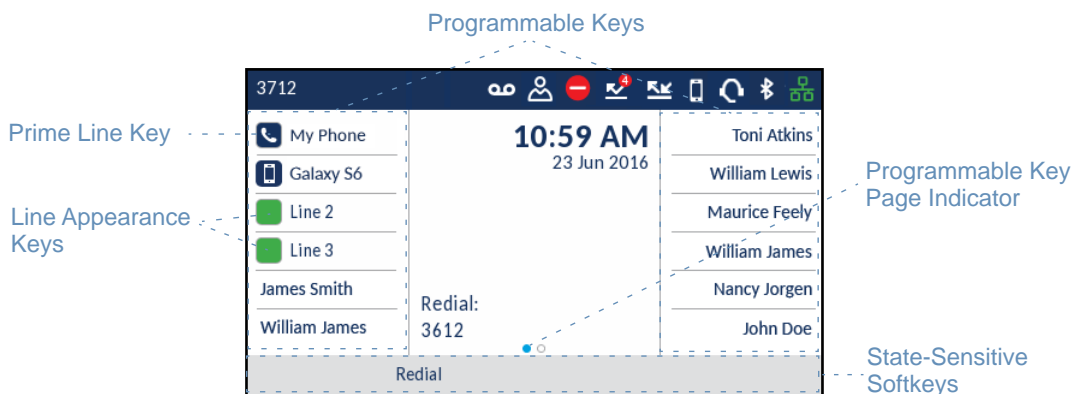 Programmable Keys
3712
4
Prime Line Key
My Phone
10:59 AM
Toni Atkins
Galaxy S6
23 Jun 2016
William Lewis
Programmable Key
Page Indicator
Line Appearance
Keys
Line 2
Maurice Feely
Line 3
William James
James Smith
Redial:
Nancy Jorgen
William James
3612
John Doe
Redial
State-Sensitive
Softkeys